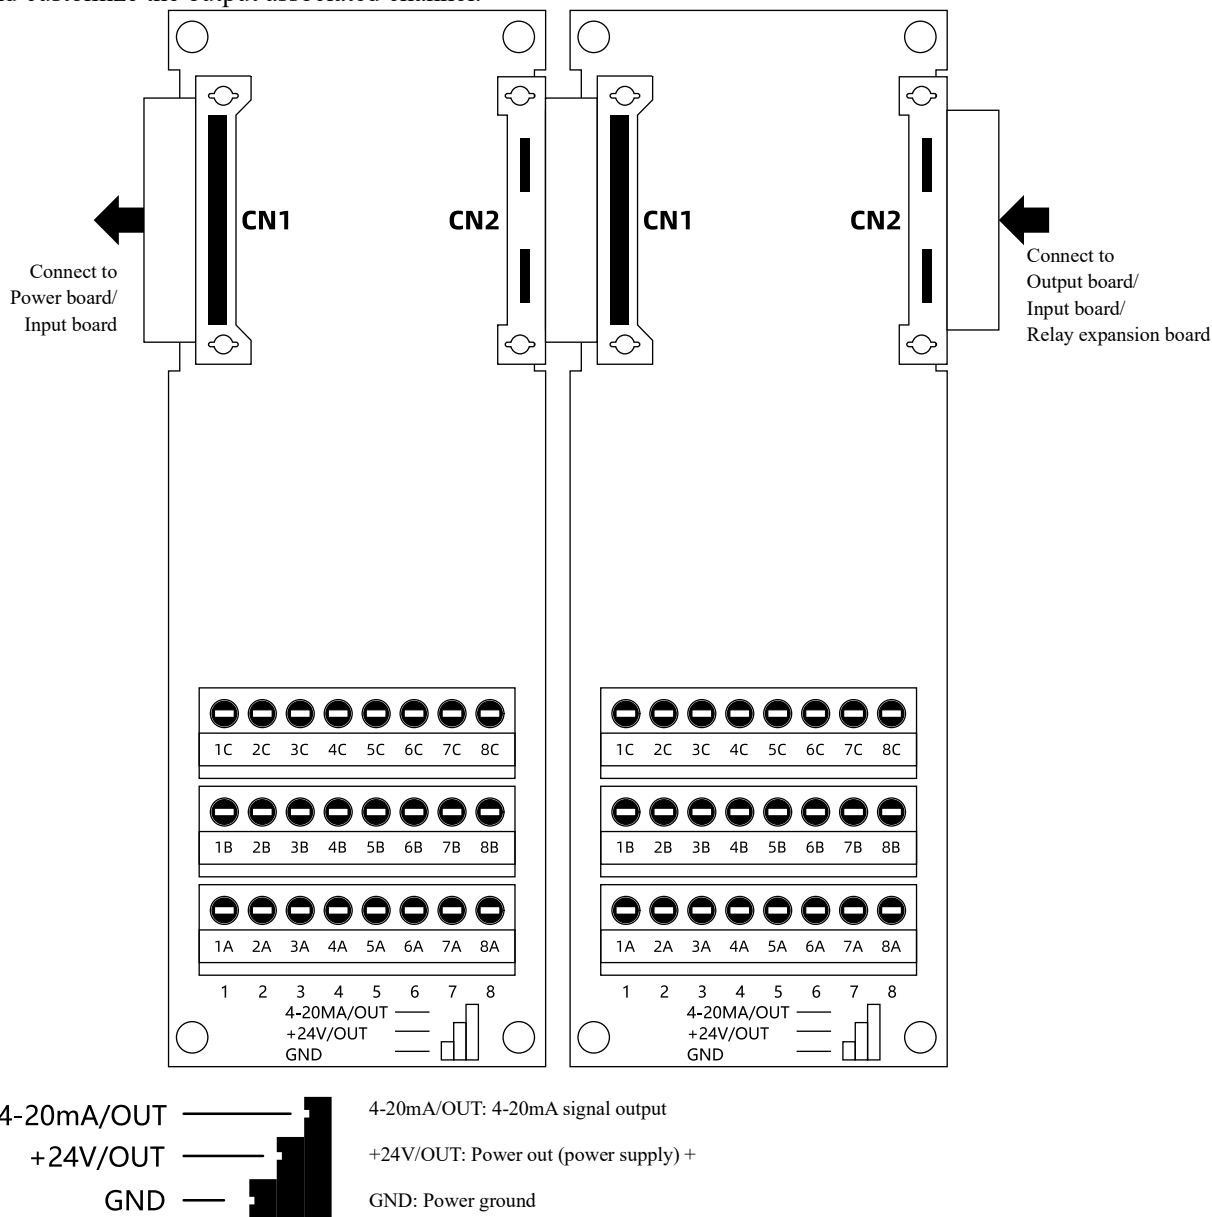 customize the output associated channel.
CN1 CN2 CN1 CN2
Connect to
Power board/
Input board
Connect to
Output board/
Input board/
Relay expansion board
1C 2C 3C 4C 5C 6C 7C 8C
1B 2B 3B 4B 5B 6B 7B 8B
1A 2A 3A 4A 5A 6A 7A 8A
1 2 3 4 5 6 7 8
4-20MA/OUT
+24V/OUT
GND
1C 2C 3C 4C 5C 6C 7C 8C
1B 2B 3B 4B 5B 6B 7B 8B
1A 2A 3A 4A 5A 6A 7A 8A
1 2 3 4 5 6 7 8
4-20MA/OUT
+24V/OUT
GND
4-20mA/OUT
4-20mA/OUT: 4-20mA signal output
+24V/OUT
+24V/OUT: Power out (power supply) +
GND
GND: Power ground